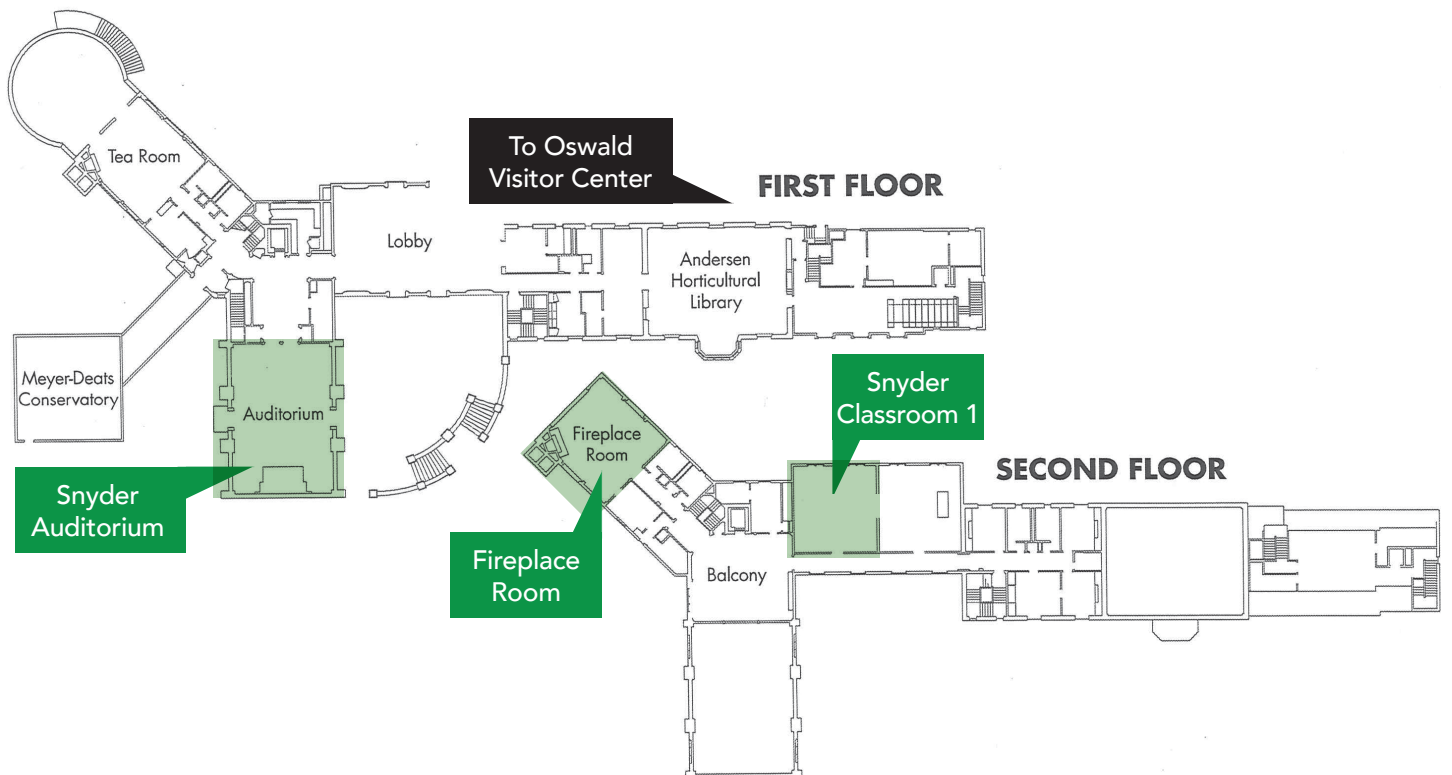 To Oswald
Visitor Center
FIRST FLOOR
Tea Room
Lobby
Andersen
Horticultural
Library
Meyer-Deats
Conservatory
Auditorium
Snyder
Auditorium
Fireplace
Room
Fireplace
Room
Snyder
Classroom 1
SECOND FLOOR
Balcony